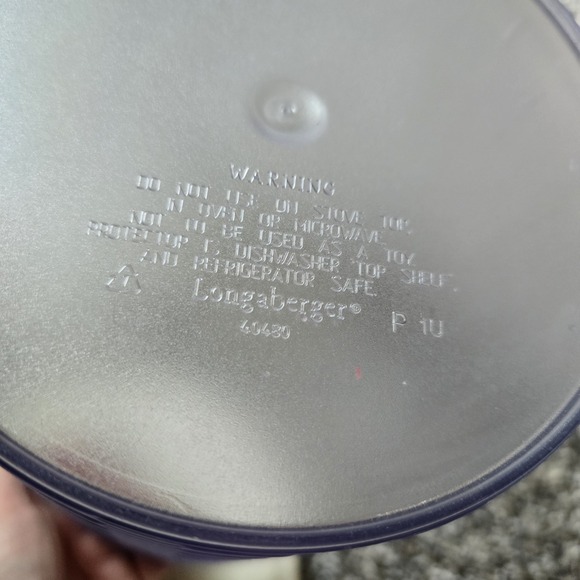 WARNING
DO NOT USE ON STOVE TOP,
IN OVEN OR MICROWAVE.
NOT TO BE USED AS A TOY.
PROTECTOR IS DISHWASHER TOP SHELF,
AND REFRIGERATOR SAFE.
Longaberger®
40480
P 1U